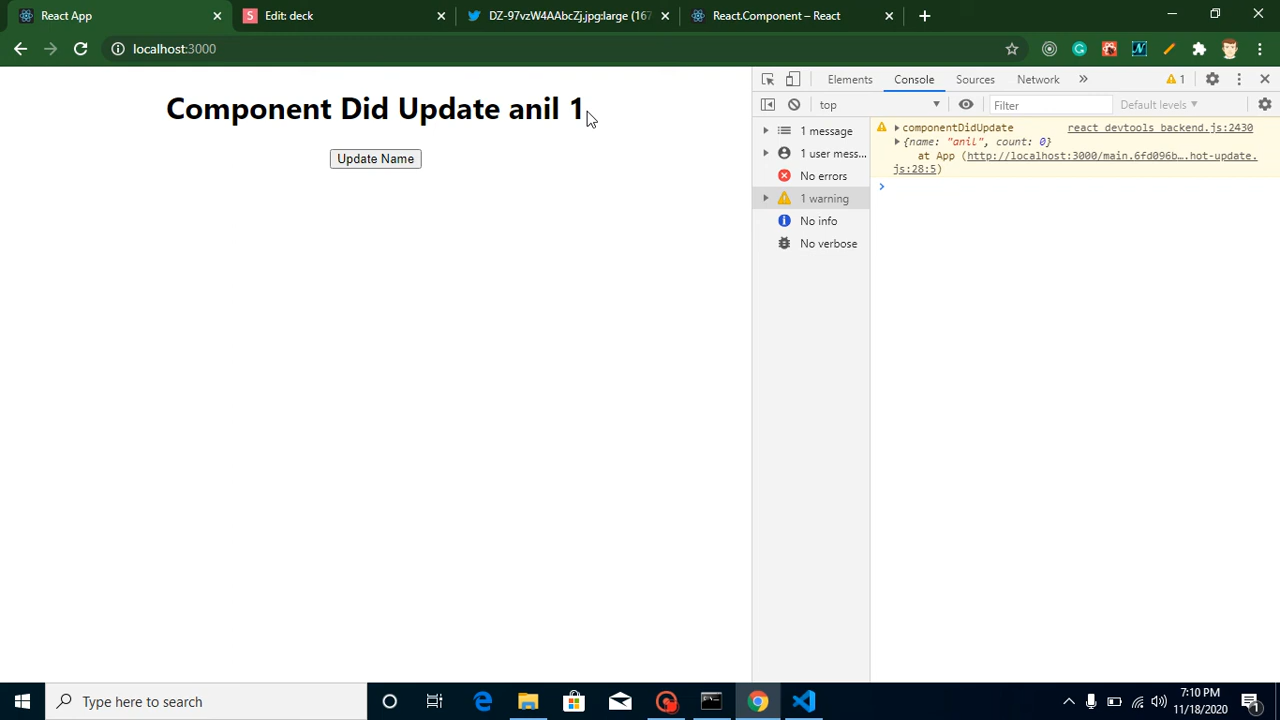 React App
Edit: deck
DZ-97vzW4AAbcZj.jpg:large (167
React.Component – React
localhost:3000
Component Did Update anil 1
Update Name
Elements
Console
Sources
Network
1
top
Filter
Default levels
1 message
1 user mess...
No errors
1 warning
No info
No verbose
componentDidUpdate
react_devtools_backend.js:2430
{name: "anil", count: 0}
at App (http://localhost:3000/main.6fd096b….hot-update.
js:28:5)
Type here to search
7:10 PM
11/18/2020
1